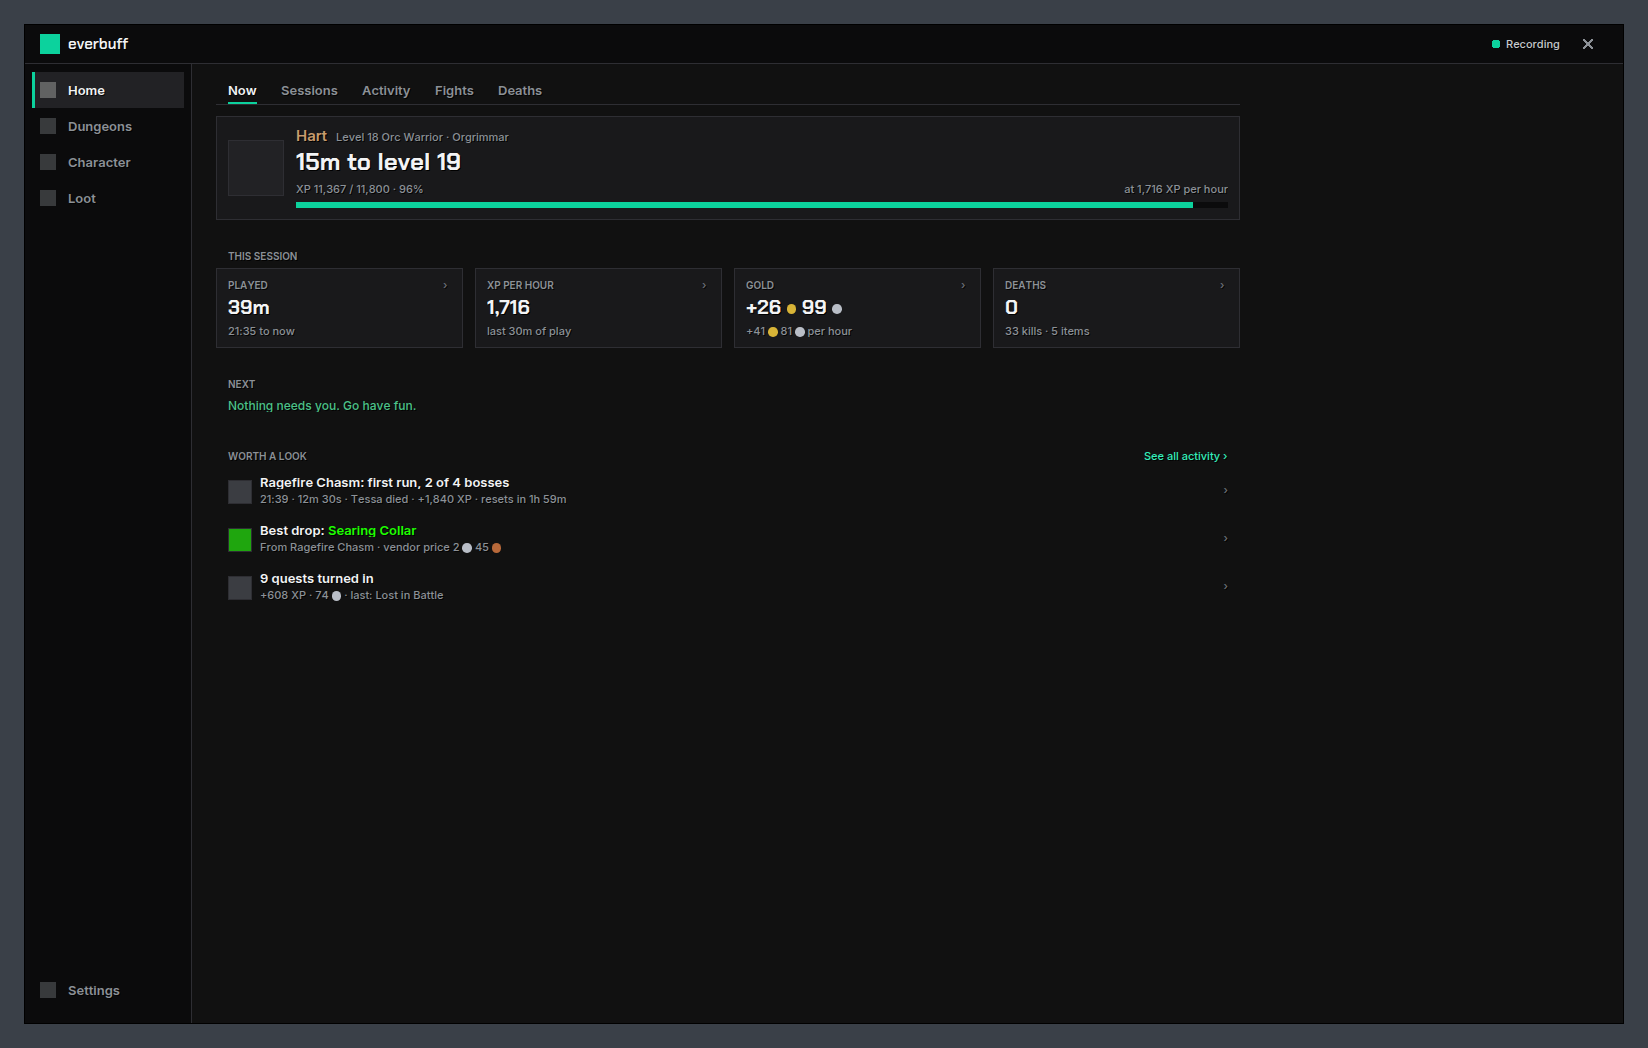 everbuff
Recording
Home
Dungeons
Character
Loot
Settings
Now Sessions Activity Fights Deaths
Hart Level 18 Orc Warrior · Orgrimmar
15m to level 19
XP 11,367 / 11,800 · 96%
at 1,716 XP per hour
THIS SESSION
PLAYED ›
39m
21:35 to now
XP PER HOUR ›
1,716
last 30m of play
GOLD ›
+26 99
+41 81 per hour
DEATHS ›
0
33 kills · 5 items
NEXT
Nothing needs you. Go have fun.
WORTH A LOOK
See all activity ›
Ragefire Chasm: first run, 2 of 4 bosses
21:39 · 12m 30s · Tessa died · +1,840 XP · resets in 1h 59m
›
Best drop: Searing Collar
From Ragefire Chasm · vendor price 2 45
›
9 quests turned in
+608 XP · 74 · last: Lost in Battle
›